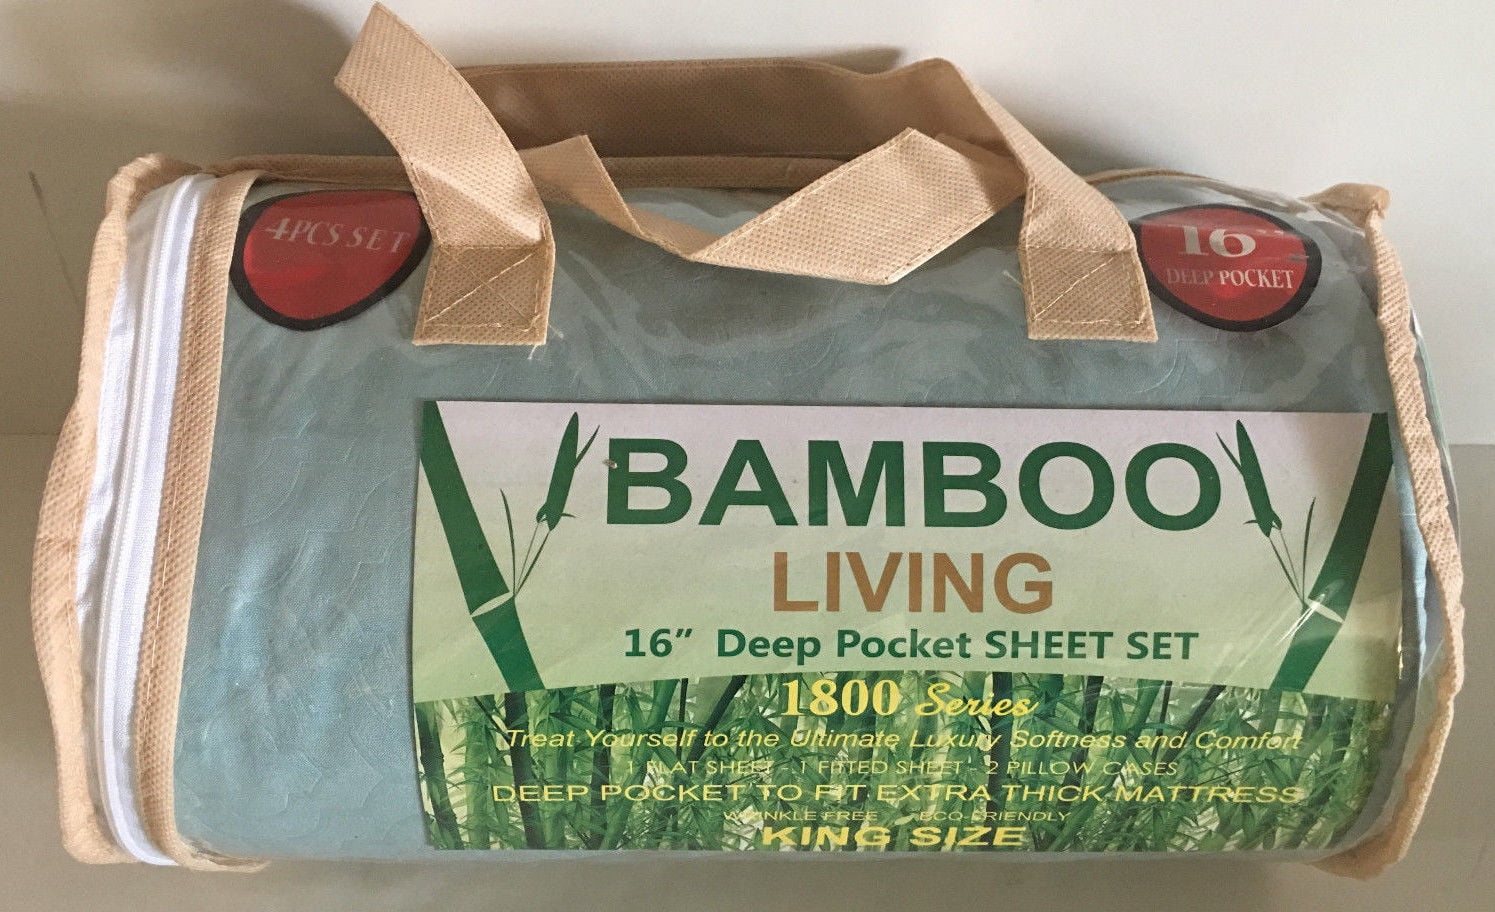 4PCS SET
16"
DEEP POCKET
BAMBOO
LIVING
16” Deep Pocket SHEET SET
1800 Series
Treat Yourself to the Ultimate Luxury Softness and Comfort
1 FLAT SHEET - 1 FITTED SHEET - 2 PILLOW CASES
DEEP POCKET TO FIT EXTRA THICK MATTRESS
WRINKLE FREE ECO-FRIENDLY
KING SIZE